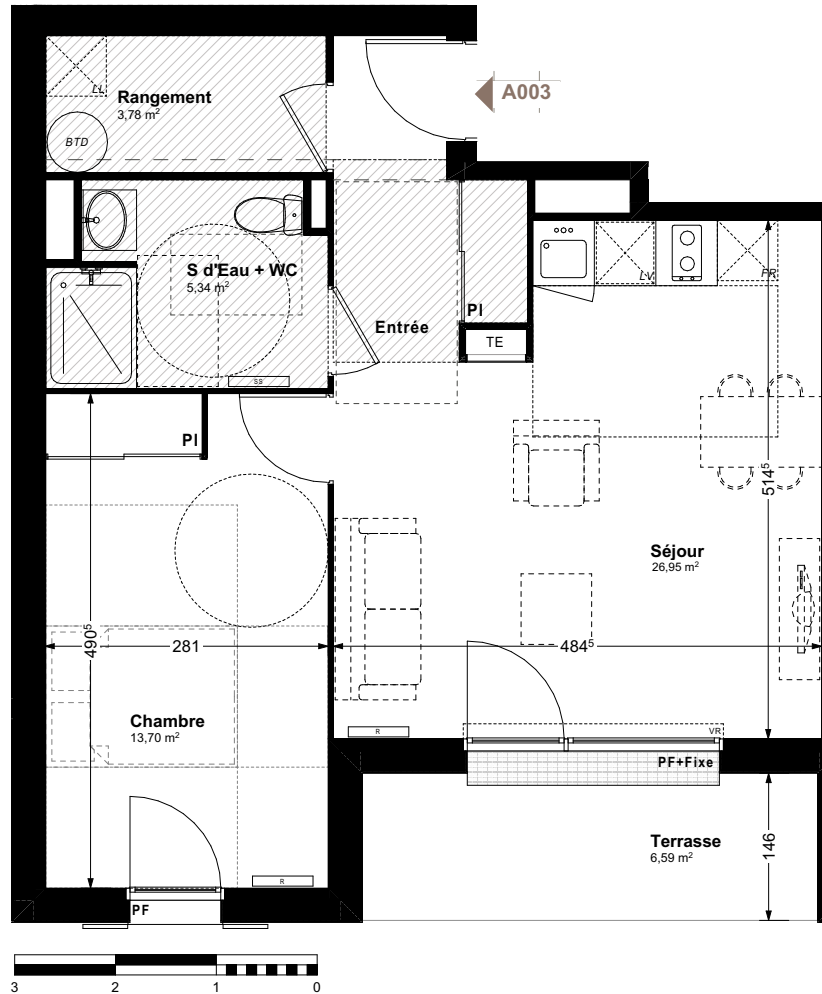 LL
Rangement
3,78 m²
BTD
A003
S d'Eau + WC
5,34 m²
SS
Entrée
PI
TE
LV
FR
PI
514⁵
Séjour
26,95 m²
490⁵
281
484⁵
Chambre
13,70 m²
R
VR
PF+Fixe
Terrasse
6,59 m²
146
R
PF
3 2 1 0